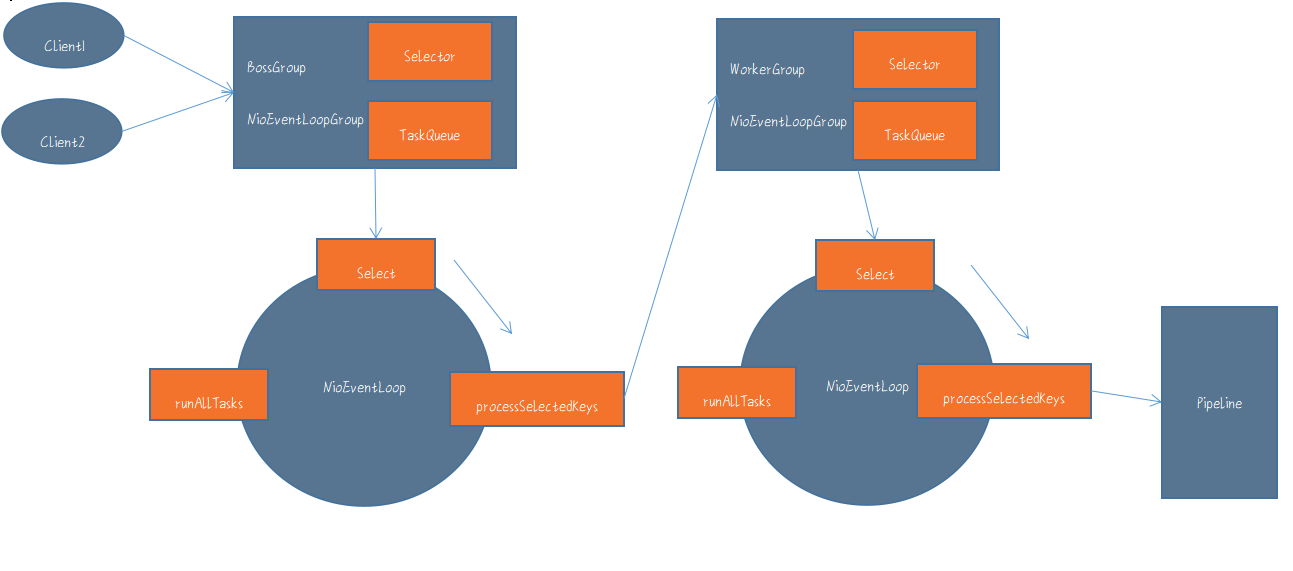 Client1
Client2
BossGroup
NioEventLoopGroup
Selector
TaskQueue
Select
NioEventLoop
runAllTasks
processSelectedKeys
WorkerGroup
NioEventLoopGroup
Selector
TaskQueue
Select
NioEventLoop
runAllTasks
processSelectedKeys
Pipeline